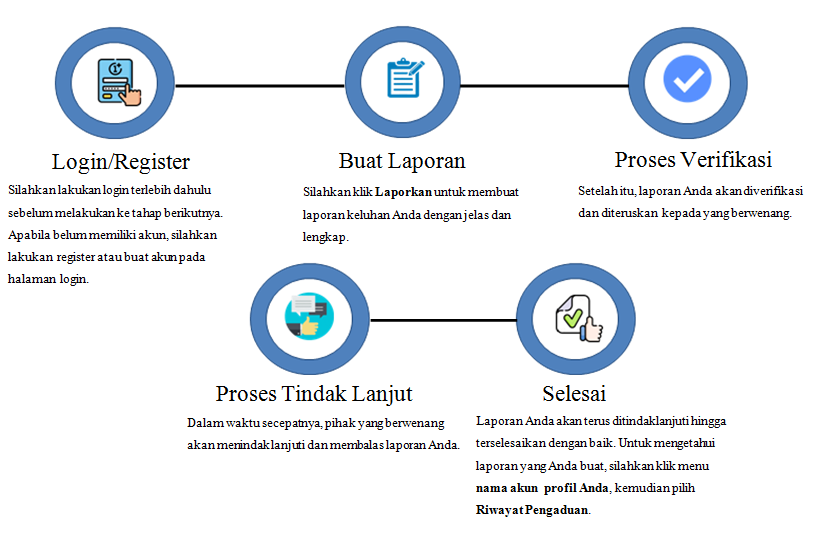 Login/Register
Silahkan lakukan login terlebih dahulu
sebelum melakukan ke tahap berikutnya.
Apabila belum memiliki akun, silahkan
lakukan register atau buat akun pada
halaman login.
Buat Laporan
Silahkan klik Laporkan untuk membuat
laporan keluhan Anda dengan jelas dan
lengkap.
Proses Verifikasi
Setelah itu, laporan Anda akan diverifikasi
dan diteruskan kepada yang berwenang.
Proses Tindak Lanjut
Dalam waktu secepatnya, pihak yang berwenang
akan menindak lanjuti dan membalas laporan Anda.
Selesai
Laporan Anda akan terus ditindaklanjuti hingga
terselesaikan dengan baik. Untuk mengetahui
laporan yang Anda buat, silahkan klik menu
nama akun profil Anda, kemudian pilih
Riwayat Pengaduan.